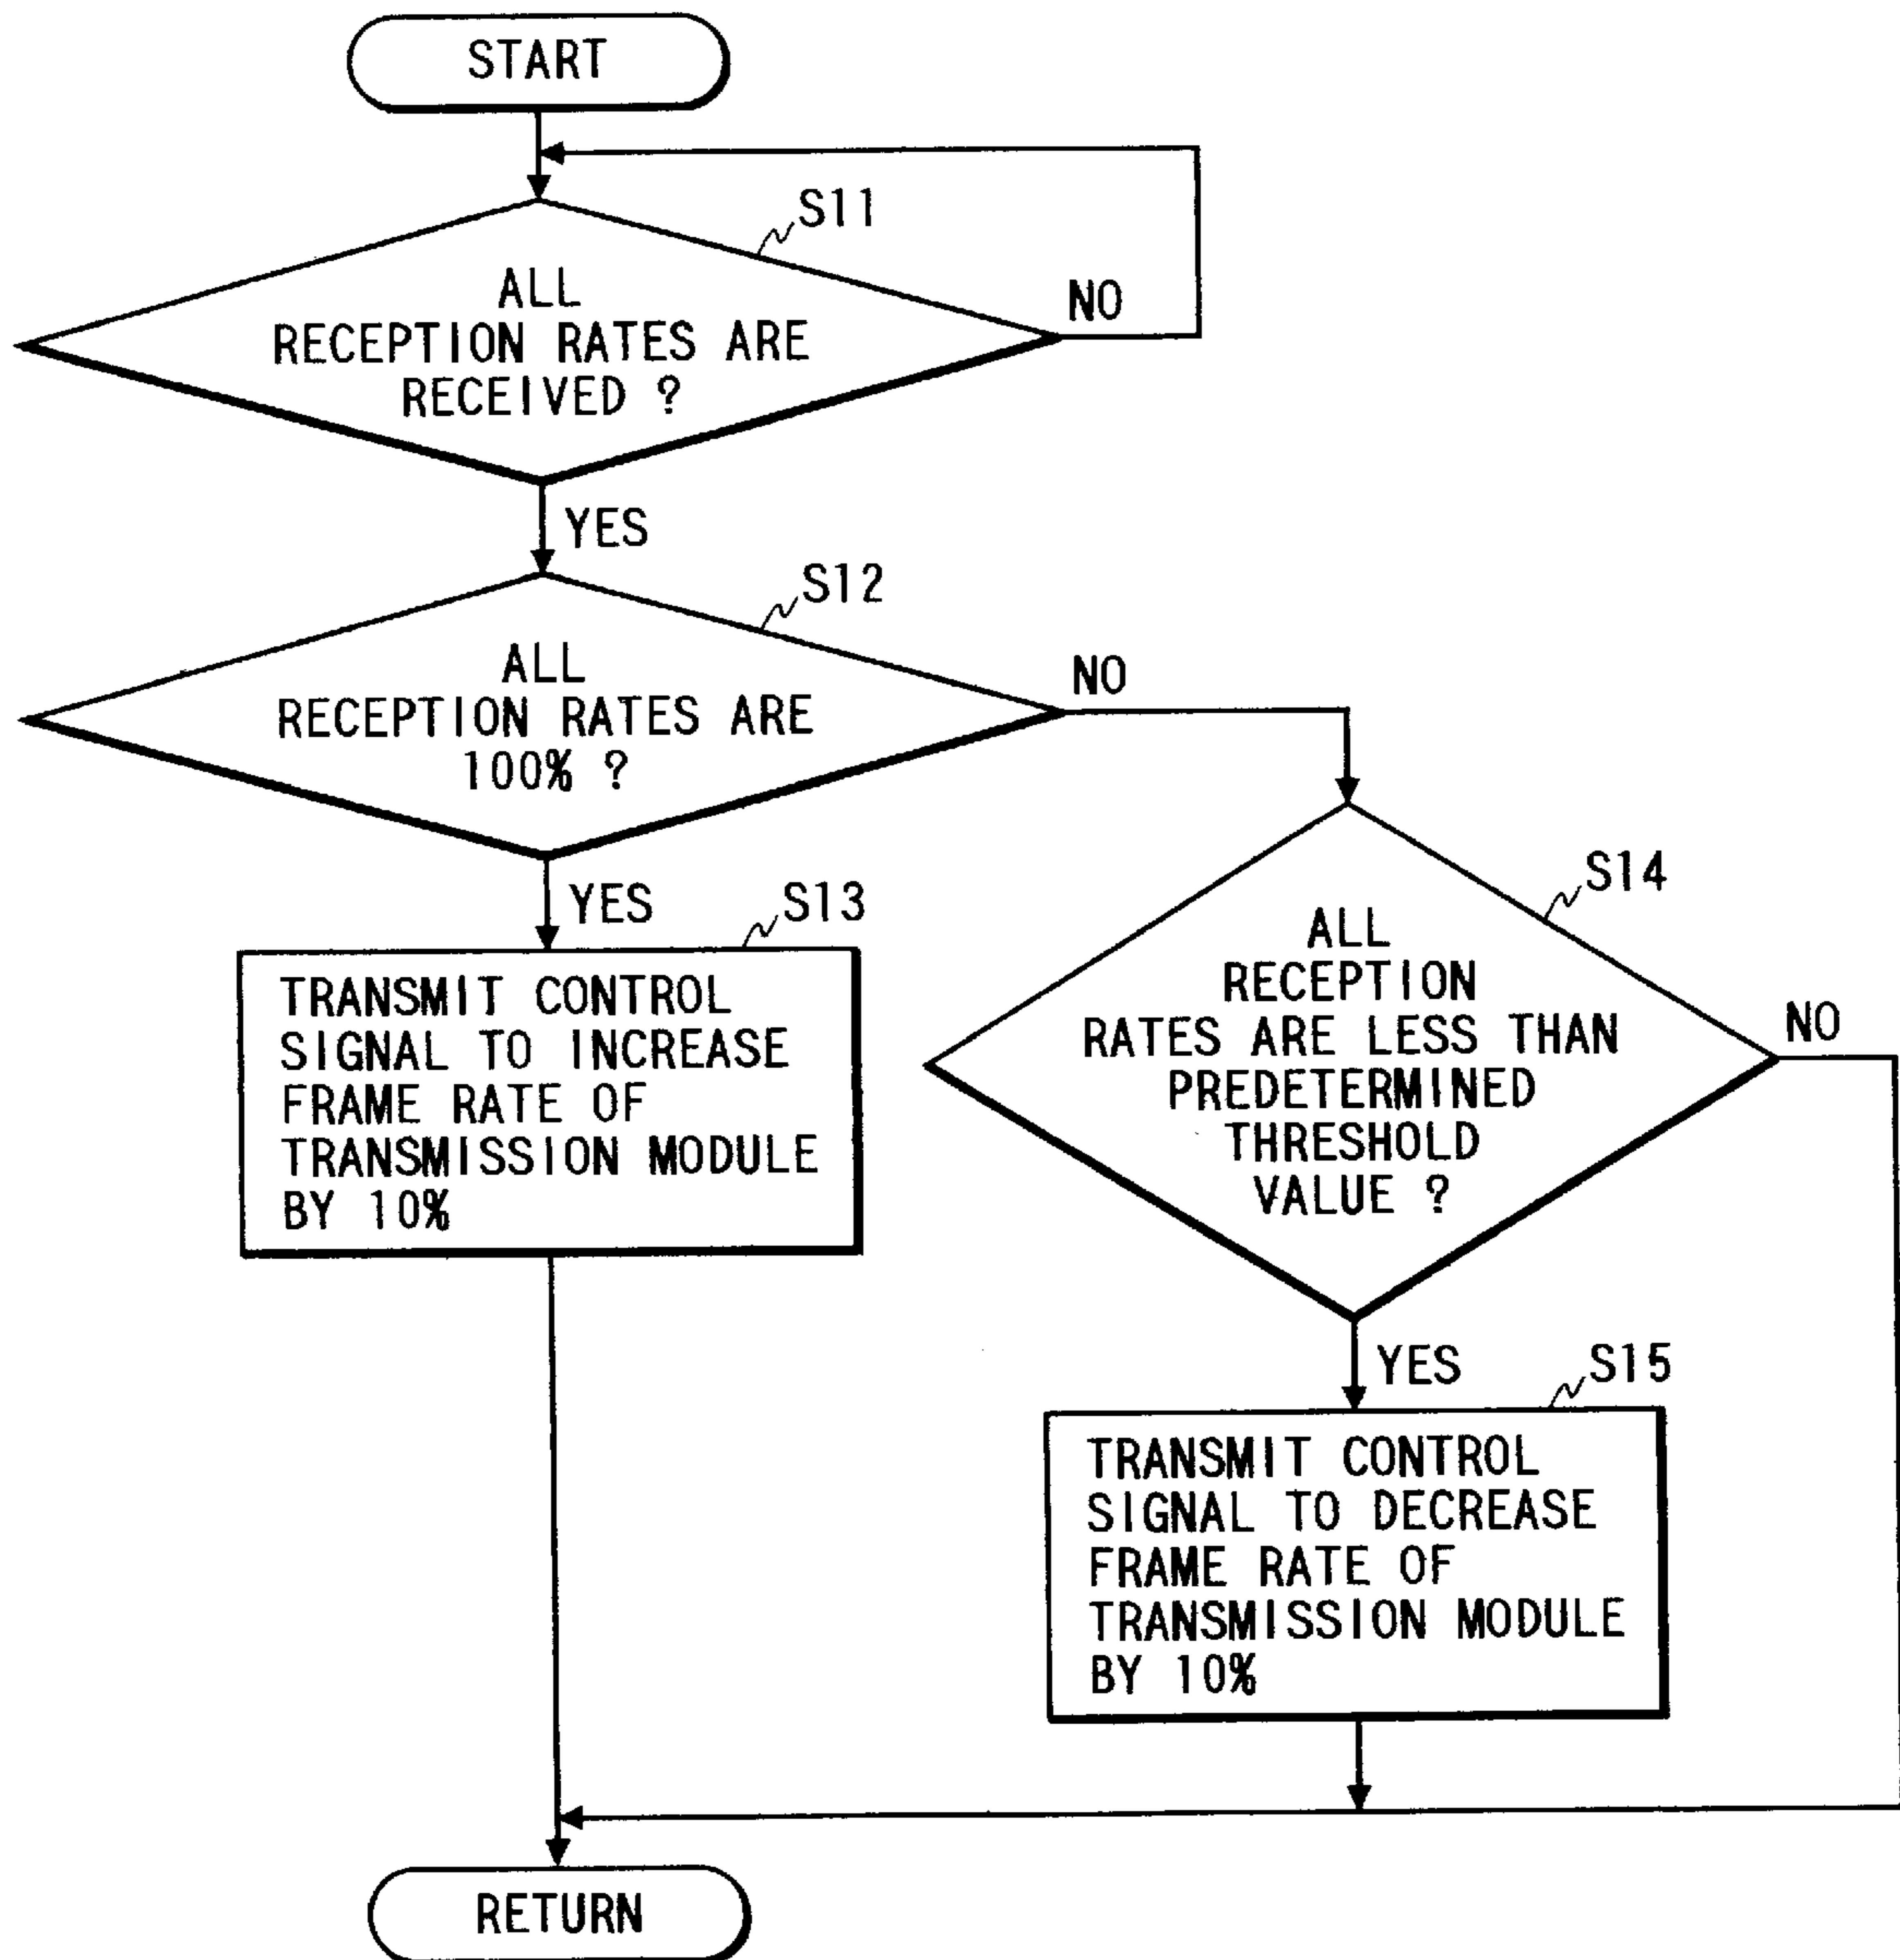 START
S11
ALL
RECEPTION RATES ARE
RECEIVED ?
NO
YES
S12
ALL
RECEPTION RATES ARE
100% ?
NO
YES
S13
TRANSMIT CONTROL
SIGNAL TO INCREASE
FRAME RATE OF
TRANSMISSION MODULE
BY 10%
S14
ALL
RECEPTION
RATES ARE LESS THAN
PREDETERMINED
THRESHOLD
VALUE ?
NO
YES
S15
TRANSMIT CONTROL
SIGNAL TO DECREASE
FRAME RATE OF
TRANSMISSION MODULE
BY 10%
RETURN